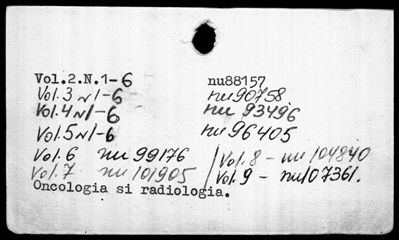 Vol.2.N.1-6 nu88157
Vol.3 N1-6 nu90758
Vol.4 N1-6 nu 93496
Vol.5 N1-6 nu96405
Vol.6 nu 99176 / Vol.8 - nu 104840
Vol.7 nu 101905 / Vol.9 - nu107361.
Oncologia si radiologia.